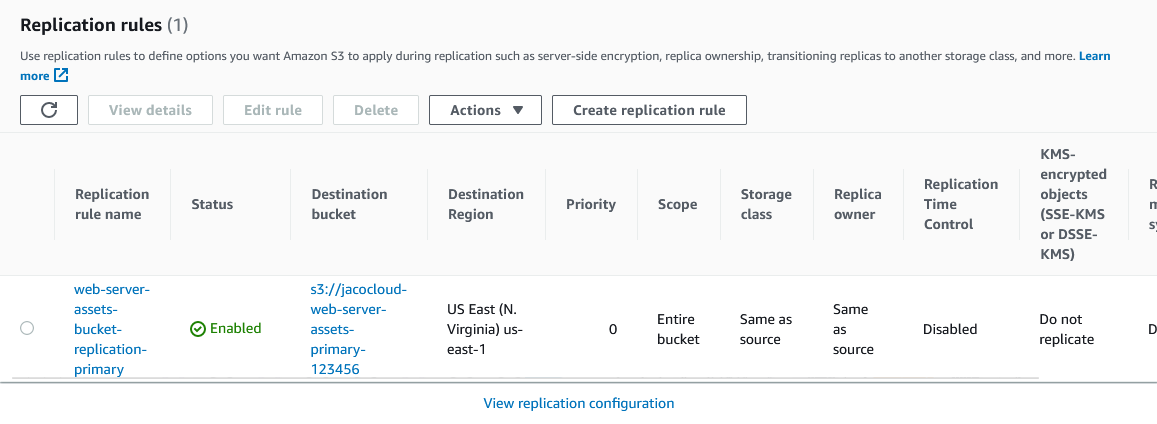 Replication rules (1)
Use replication rules to define options you want Amazon S3 to apply during replication such as server-side encryption, replica ownership, transitioning replicas to another storage class, and more. Learn
more
View details
Edit rule
Delete
Actions
Create replication rule
Replication
rule name
Status
Destination
bucket
Destination
Region
Priority
Scope
Storage
class
Replica
owner
Replication
Time
Control
KMS-
encrypted
objects
(SSE-KMS
or DSSE-
KMS)
web-server-
assets-
bucket-
replication-
primary
Enabled
s3://jacocloud-
web-server-
assets-
primary-
123456
US East (N.
Virginia) us-
east-1
0
Entire
bucket
Same as
source
Same
as
source
Disabled
Do not
replicate
View replication configuration